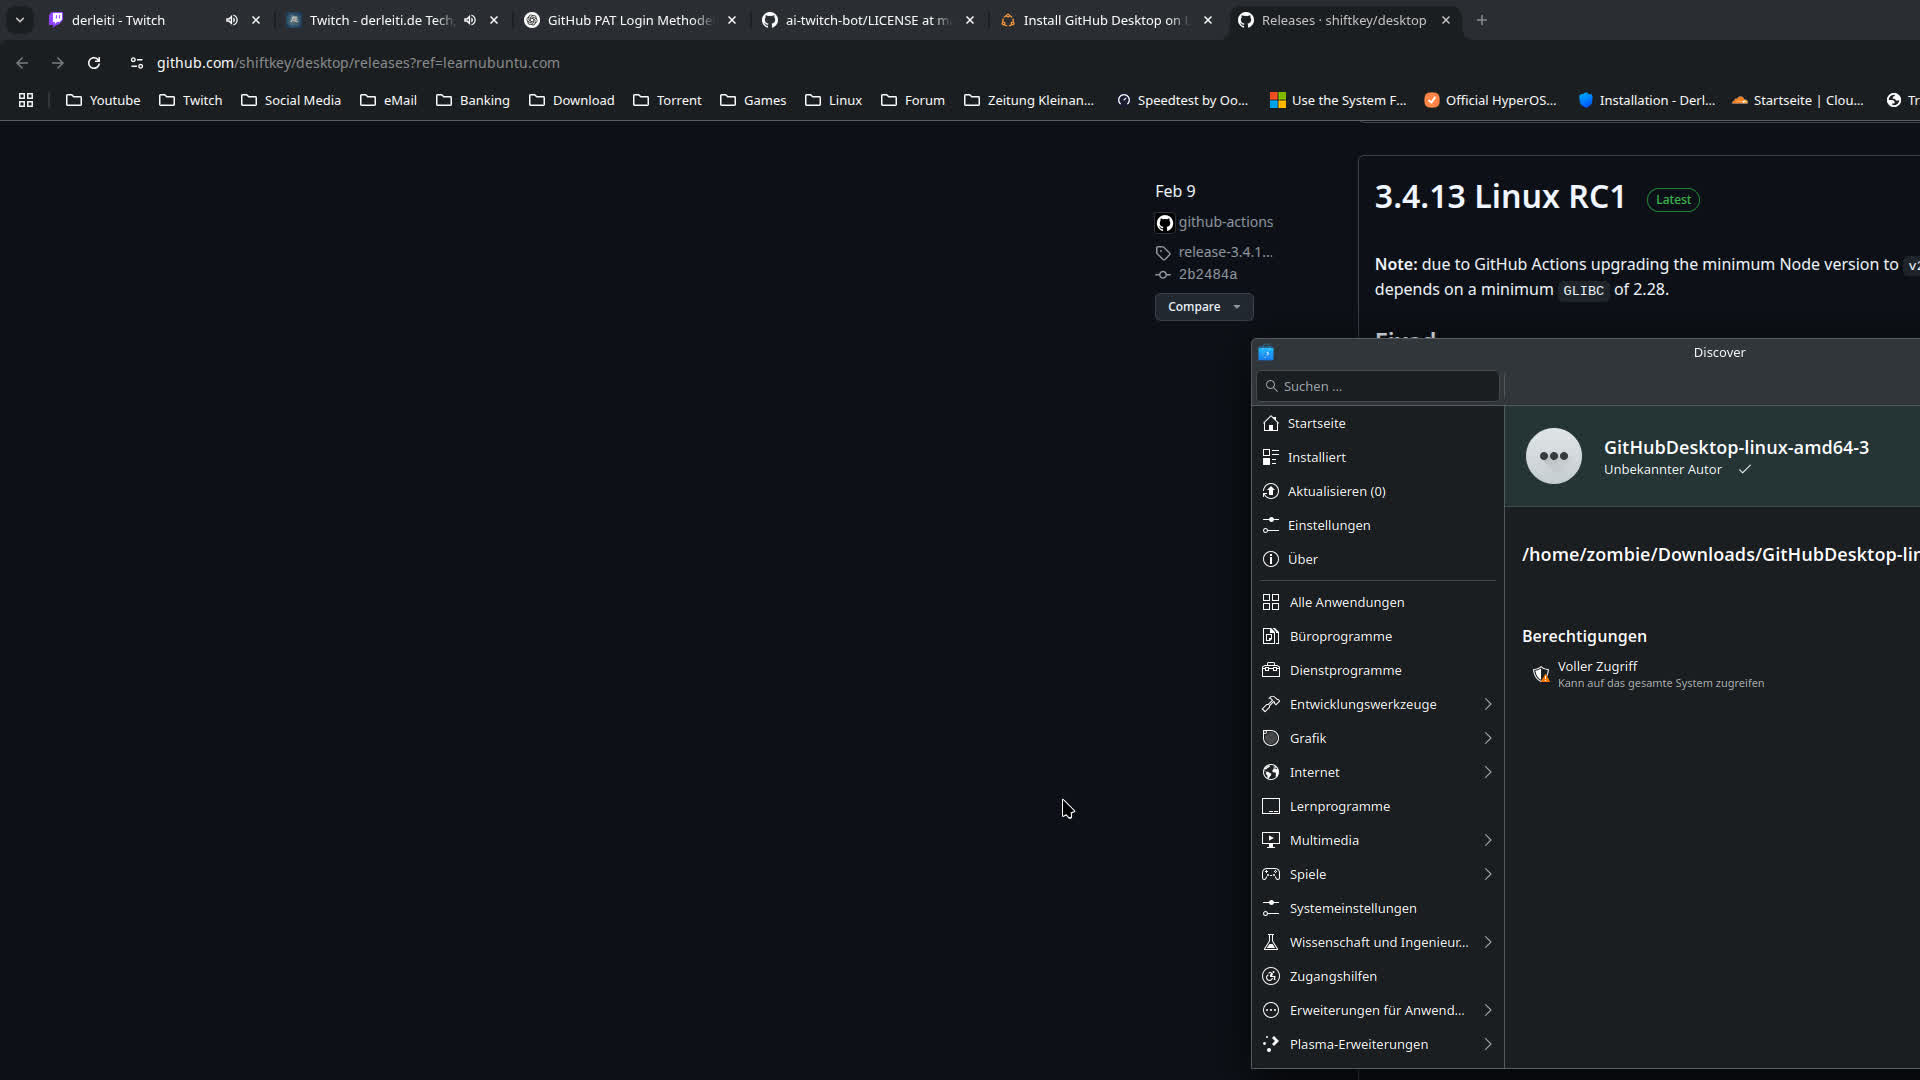 derleiti - Twitch
Twitch - derleiti.de Tech
GitHub PAT Login Methode
ai-twitch-bot/LICENSE at m
Install GitHub Desktop on L
Releases · shiftkey/desktop
github.com/shiftkey/desktop/releases?ref=learnubuntu.com
Youtube
Twitch
Social Media
eMail
Banking
Download
Torrent
Games
Linux
Forum
Zeitung Kleinan...
Speedtest by Oo...
Use the System F...
Official HyperOS...
Installation - Derl...
Startseite | Clou...
Tr
Feb 9
github-actions
release-3.4.1...
2b2484a
Compare
3.4.13 Linux RC1
Latest
Note: due to GitHub Actions upgrading the minimum Node version to v2
depends on a minimum GLIBC of 2.28.
Fixed
Discover
Suchen ...
Startseite
Installiert
Aktualisieren (0)
Einstellungen
Über
Alle Anwendungen
Büroprogramme
Dienstprogramme
Entwicklungswerkzeuge
Grafik
Internet
Lernprogramme
Multimedia
Spiele
Systemeinstellungen
Wissenschaft und Ingenieur...
Zugangshilfen
Erweiterungen für Anwend...
Plasma-Erweiterungen
GitHubDesktop-linux-amd64-3
Unbekannter Autor
/home/zombie/Downloads/GitHubDesktop-lin
Berechtigungen
Voller Zugriff
Kann auf das gesamte System zugreifen